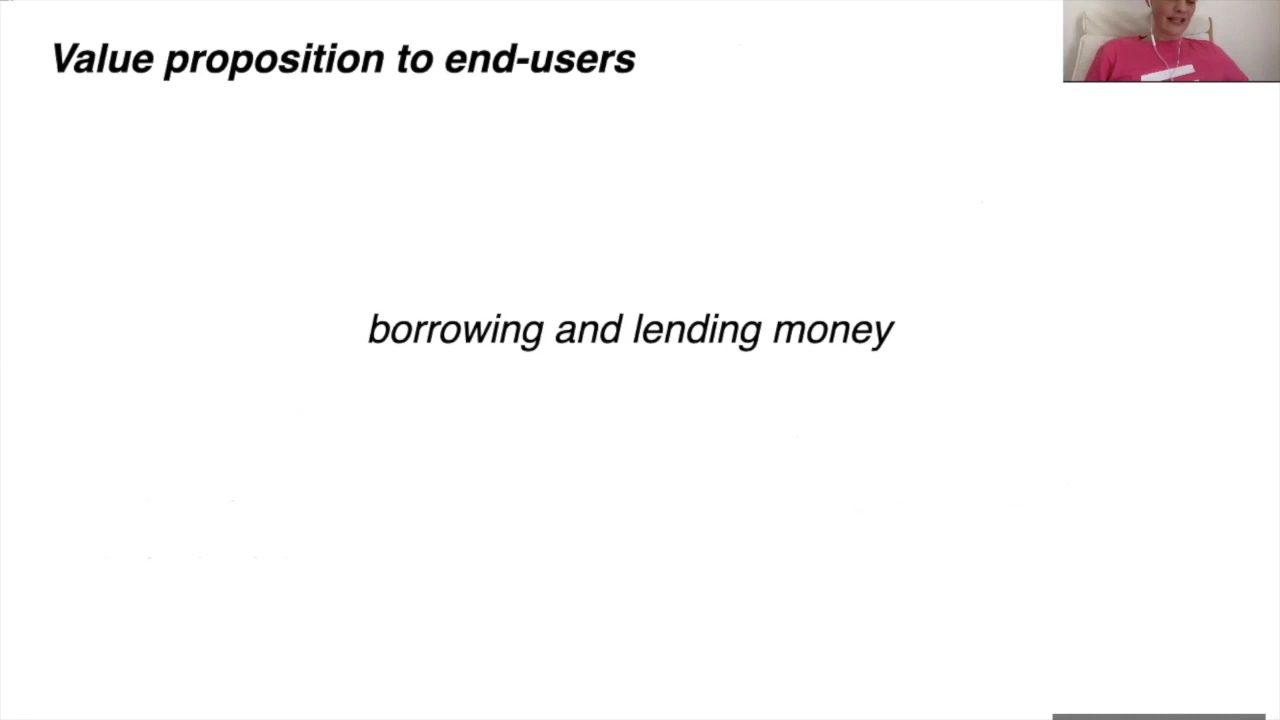 Value proposition to end-users
borrowing and lending money